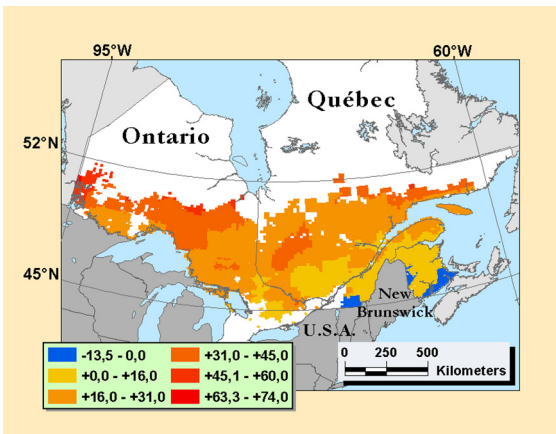 95°W
60°W
Québec
Ontario
52°N
45°N
New
Brunswick
U.S.A.
-13,5 - 0,0
+0,0 - +16,0
+16,0 - +31,0
+31,0 - +45,0
+45,1 - +60,0
+63,3 - +74,0
0 250 500
Kilometers